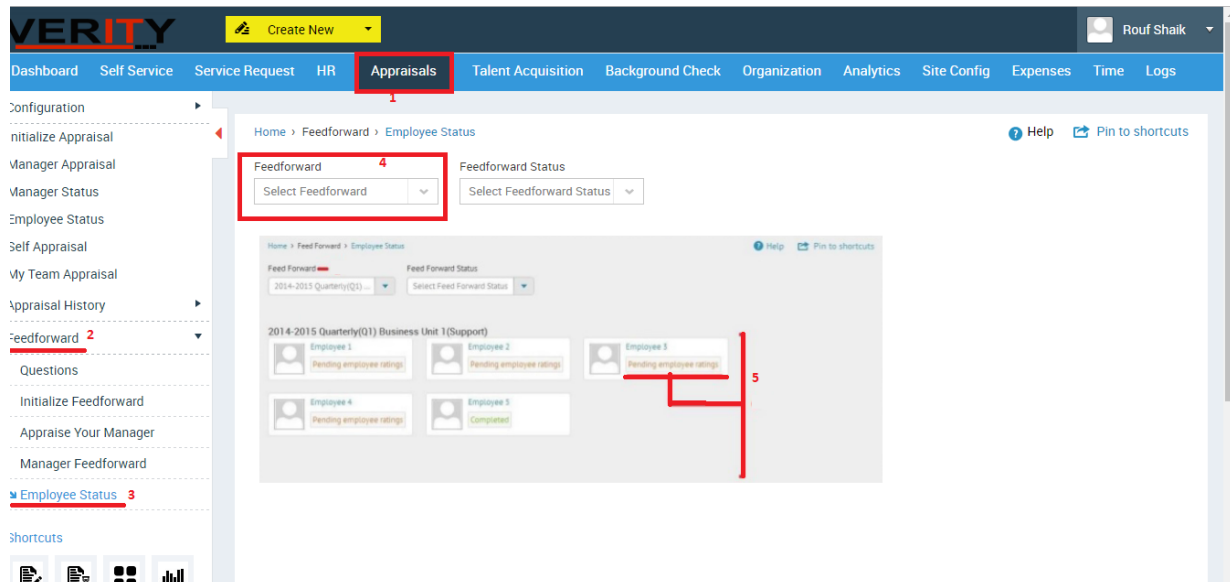 VERITY
Create New
Rouf Shaik
Dashboard Self Service Service Request HR Appraisals Talent Acquisition Background Check Organization Analytics Site Config Expenses Time Logs
1
Configuration
Initialize Appraisal
Manager Appraisal
Manager Status
Employee Status
Self Appraisal
My Team Appraisal
Appraisal History
Feedforward 2
Questions
Initialize Feedforward
Appraise Your Manager
Manager Feedforward
Employee Status 3
Shortcuts
Home › Feedforward › Employee Status
? Help Pin to shortcuts
Feedforward 4 Feedforward Status
Select Feedforward Select Feedforward Status
Home > Feed Forward > Employee Status
? Help Pin to shortcuts
Feed Forward Feed Forward Status
2014-2015 Quarterly(Q1) ... Select Feed Forward Status
2014-2015 Quarterly(Q1) Business Unit 1(Support)
Employee 1 Employee 2 Employee 3
Pending employee ratings Pending employee ratings Pending employee ratings
5
Employee 4 Employee 5
Pending employee ratings Completed